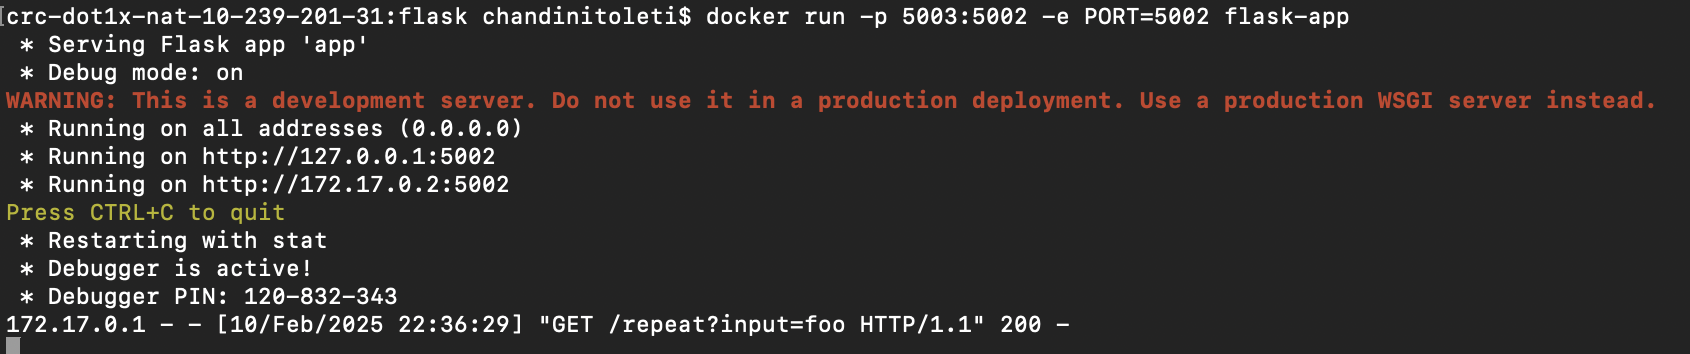 [crc-dot1x-nat-10-239-201-31:flask chandinitoleti$ docker run -p 5003:5002 -e PORT=5002 flask-app
 * Serving Flask app 'app'
 * Debug mode: on
WARNING: This is a development server. Do not use it in a production deployment. Use a production WSGI server instead.
 * Running on all addresses (0.0.0.0)
 * Running on http://127.0.0.1:5002
 * Running on http://172.17.0.2:5002
Press CTRL+C to quit
 * Restarting with stat
 * Debugger is active!
 * Debugger PIN: 120-832-343
172.17.0.1 - - [10/Feb/2025 22:36:29] "GET /repeat?input=foo HTTP/1.1" 200 -